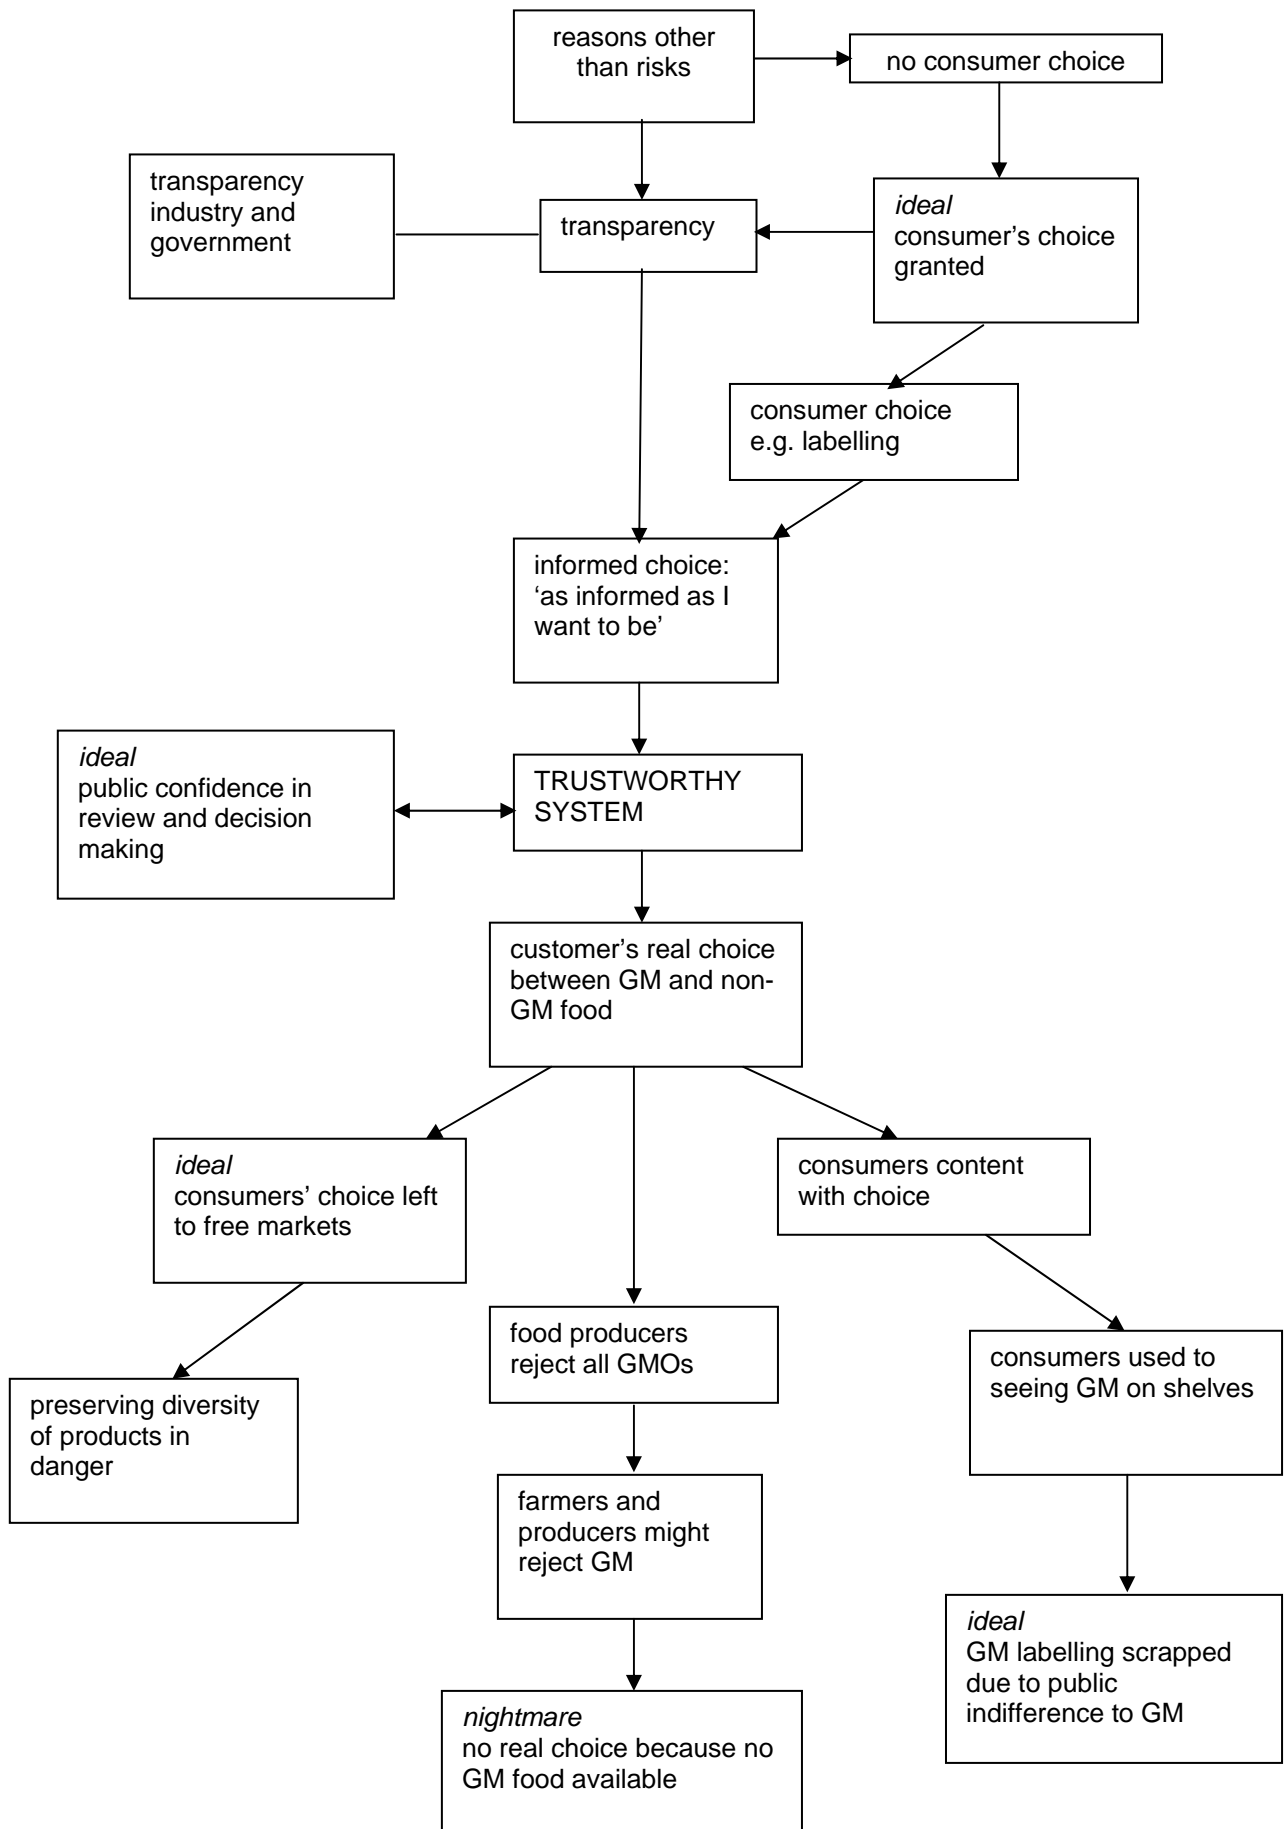 reasons other
than risks
no consumer choice
transparency
industry and
government
transparency
ideal
consumer’s choice
granted
consumer choice
e.g. labelling
informed choice:
‘as informed as I
want to be’
ideal
public confidence in
review and decision
making
TRUSTWORTHY
SYSTEM
customer’s real choice
between GM and non-
GM food
ideal
consumers’ choice left
to free markets
consumers content
with choice
food producers
reject all GMOs
consumers used to
seeing GM on shelves
preserving diversity
of products in
danger
farmers and
producers might
reject GM
ideal
GM labelling scrapped
due to public
indifference to GM
nightmare
no real choice because no
GM food available